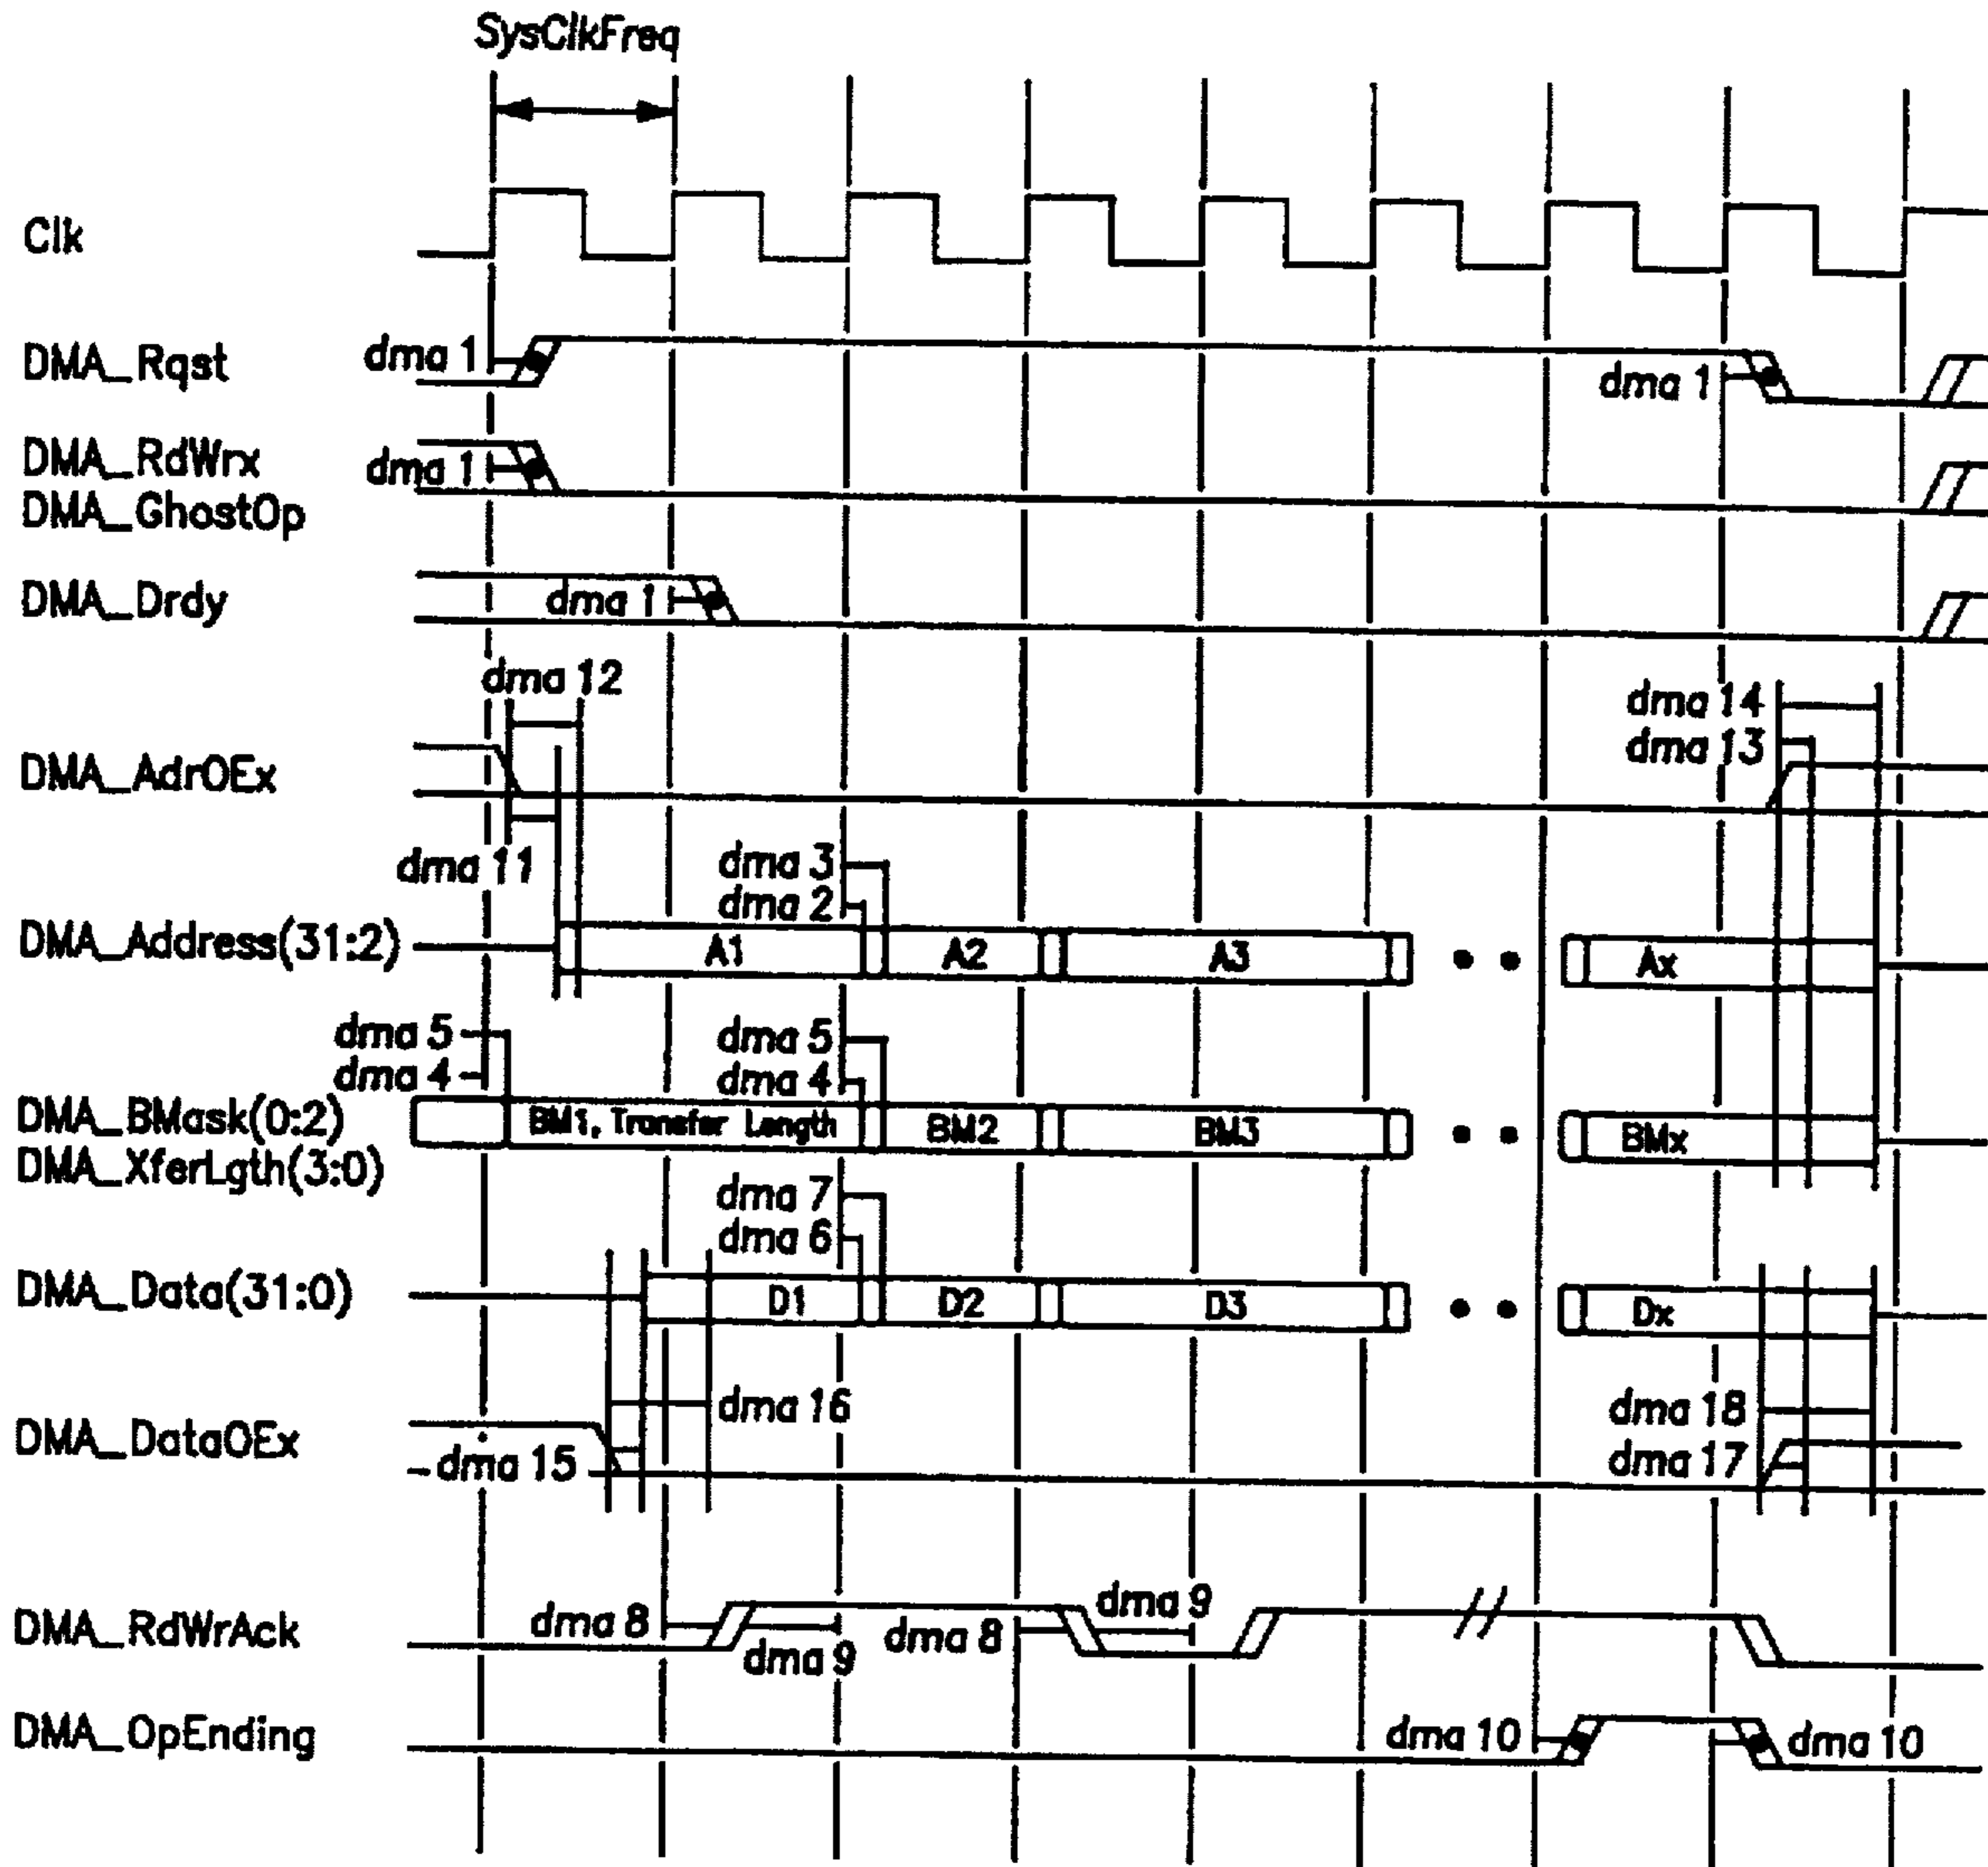 SysClkFreq
Clk
DMA_Rqst
dma 1
dma 1
DMA_RdWrx
dma 1
DMA_GhostOp
DMA_Drdy
dma 1
dma 12
dma 14
dma 13
DMA_AdrOEx
dma 11
dma 3
dma 2
DMA_Address(31:2)
A1
A2
A3
Ax
dma 5
dma 5
dma 4
dma 4
DMA_BMask(0:2)
BM1, Transfer Length
BM2
BM3
BMx
DMA_XferLgth(3:0)
dma 7
dma 6
DMA_Data(31:0)
D1
D2
D3
Dx
dma 16
dma 18
DMA_DataOEx
dma 15
dma 17
DMA_RdWrAck
dma 8
dma 9
dma 8
dma 9
DMA_OpEnding
dma 10
dma 10